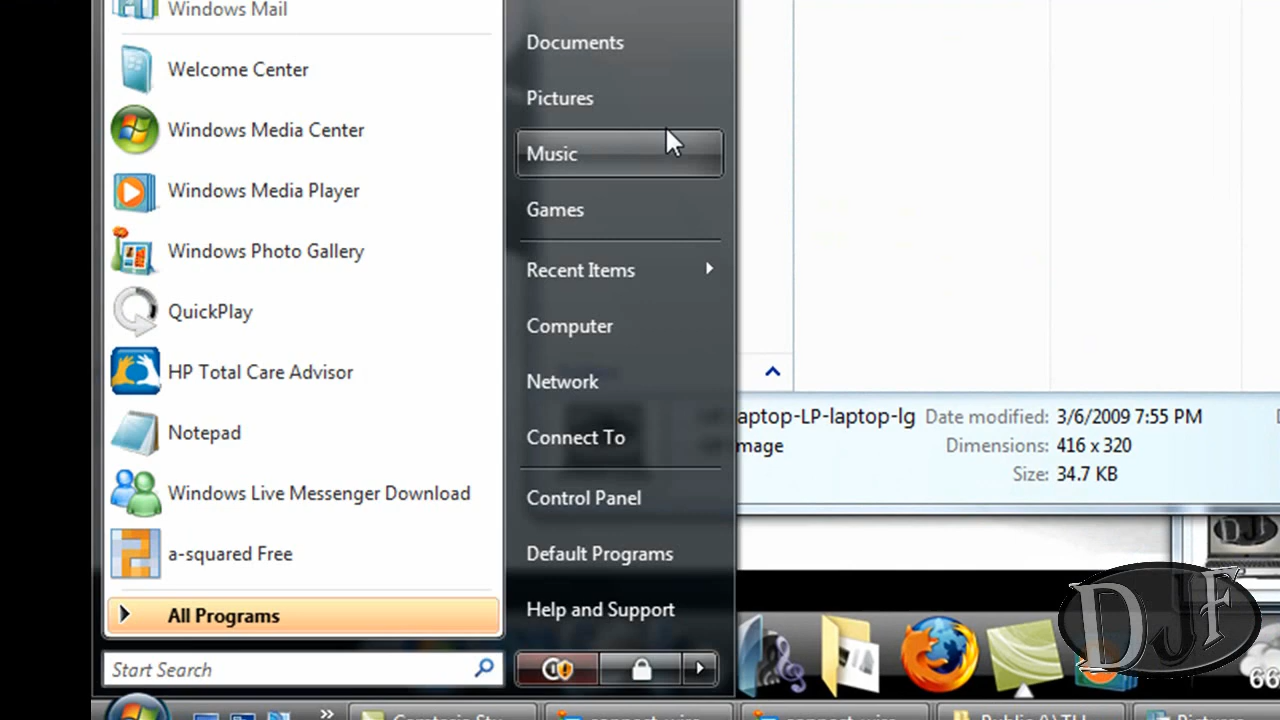 Windows Mail
Welcome Center
Windows Media Center
Windows Media Player
Windows Photo Gallery
QuickPlay
HP Total Care Advisor
Notepad
Windows Live Messenger Download
a-squared Free
All Programs
Start Search
Documents
Pictures
Music
Games
Recent Items
Computer
Network
Connect To
Control Panel
Default Programs
Help and Support
aptop-LP-laptop-lg Date modified: 3/6/2009 7:55 PM
mage Dimensions: 416 x 320
Size: 34.7 KB
DJF
66